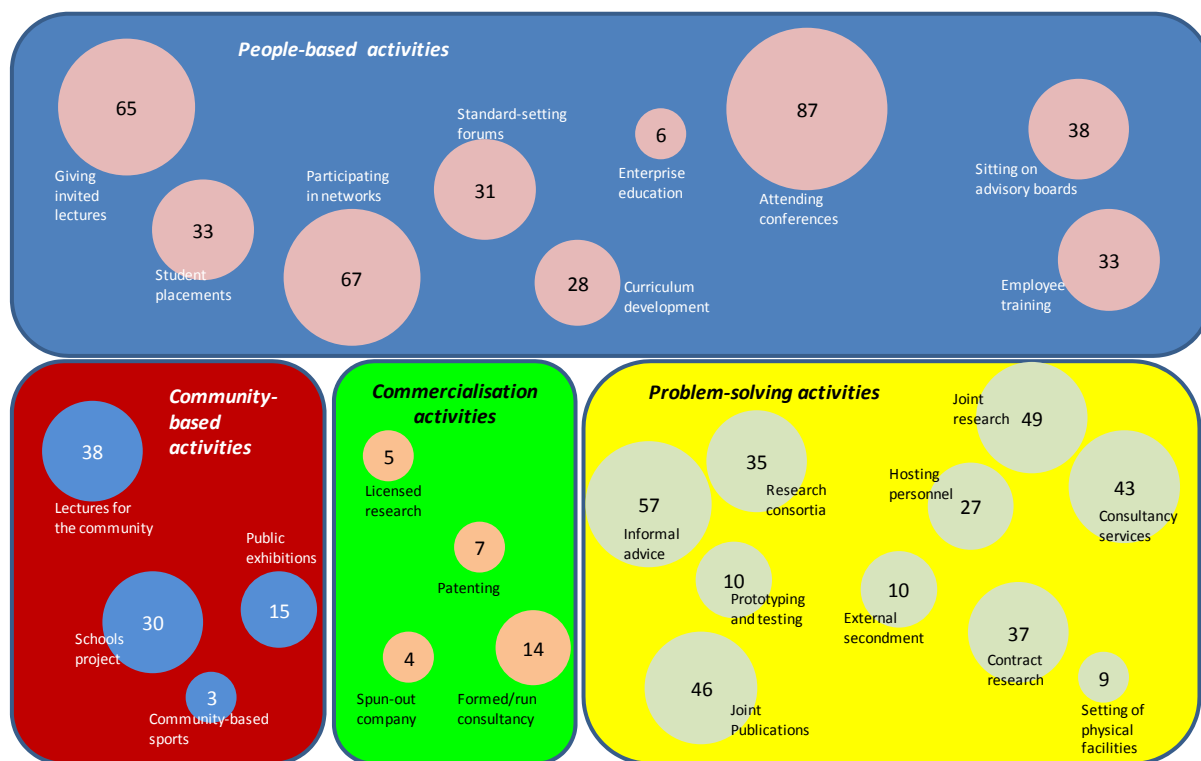 People-based activities
65
Giving
invited
lectures
33
Student
placements
Participating
in networks
67
Standard-setting
forums
31
28
Curriculum
development
6
Enterprise
education
87
Attending
conferences
38
Sitting on
advisory boards
33
Employee
training
Community-
based
activities
38
Lectures for
the community
Public
exhibitions
15
30
Schools
project
3
Community-based
sports
Commercialisation
activities
5
Licensed
research
7
Patenting
4
Spun-out
company
14
Formed/run
consultancy
Problem-solving activities
57
Informal
advice
35
Research
consortia
10
Prototyping
and testing
46
Joint
Publications
Joint
research
49
Hosting
personnel
27
43
Consultancy
services
10
External
secondment
37
Contract
research
9
Setting of
physical
facilities